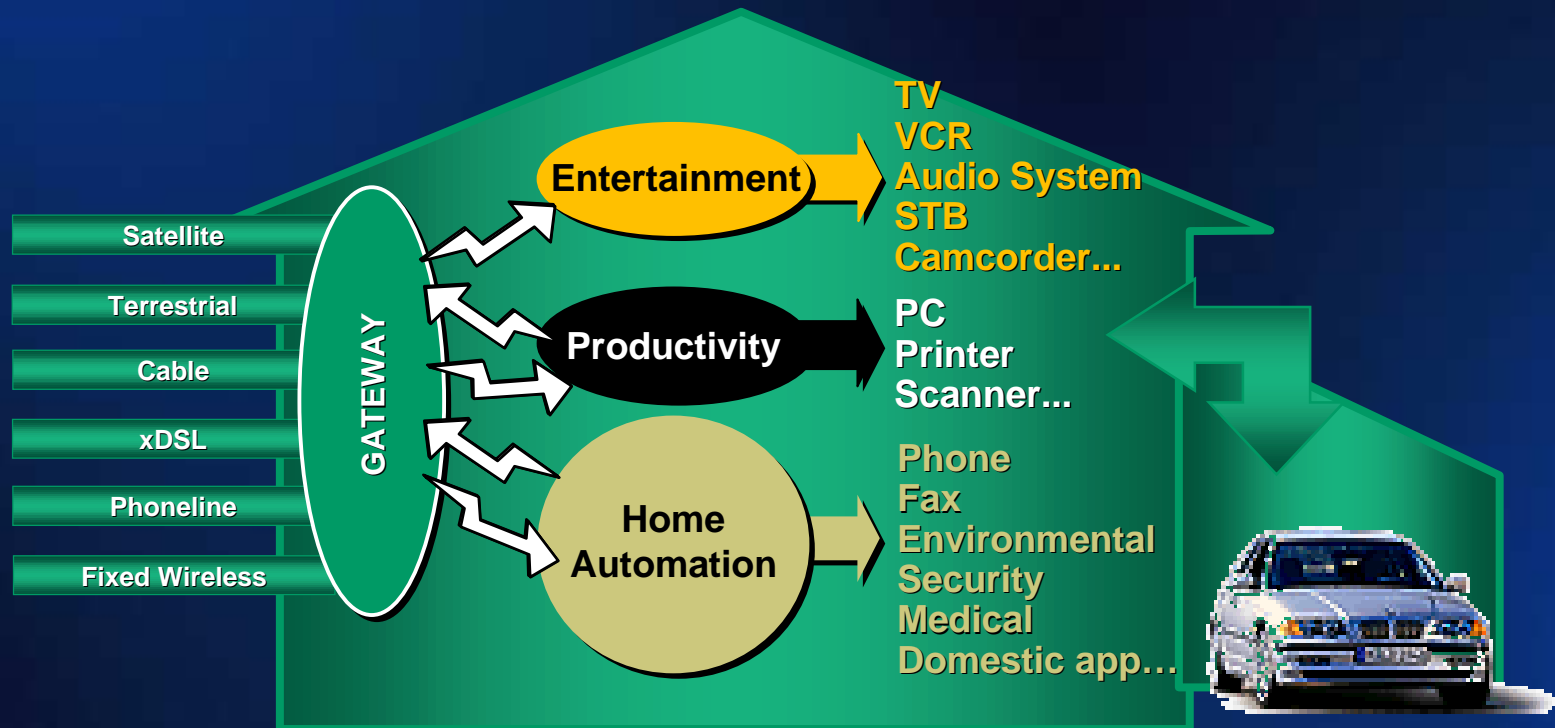 Satellite
Terrestrial
Cable
xDSL
Phoneline
Fixed Wireless
GATEWAY
Entertainment
Productivity
Home
Automation
TV
VCR
Audio System
STB
Camcorder...
PC
Printer
Scanner...
Phone
Fax
Environmental
Security
Medical
Domestic app…